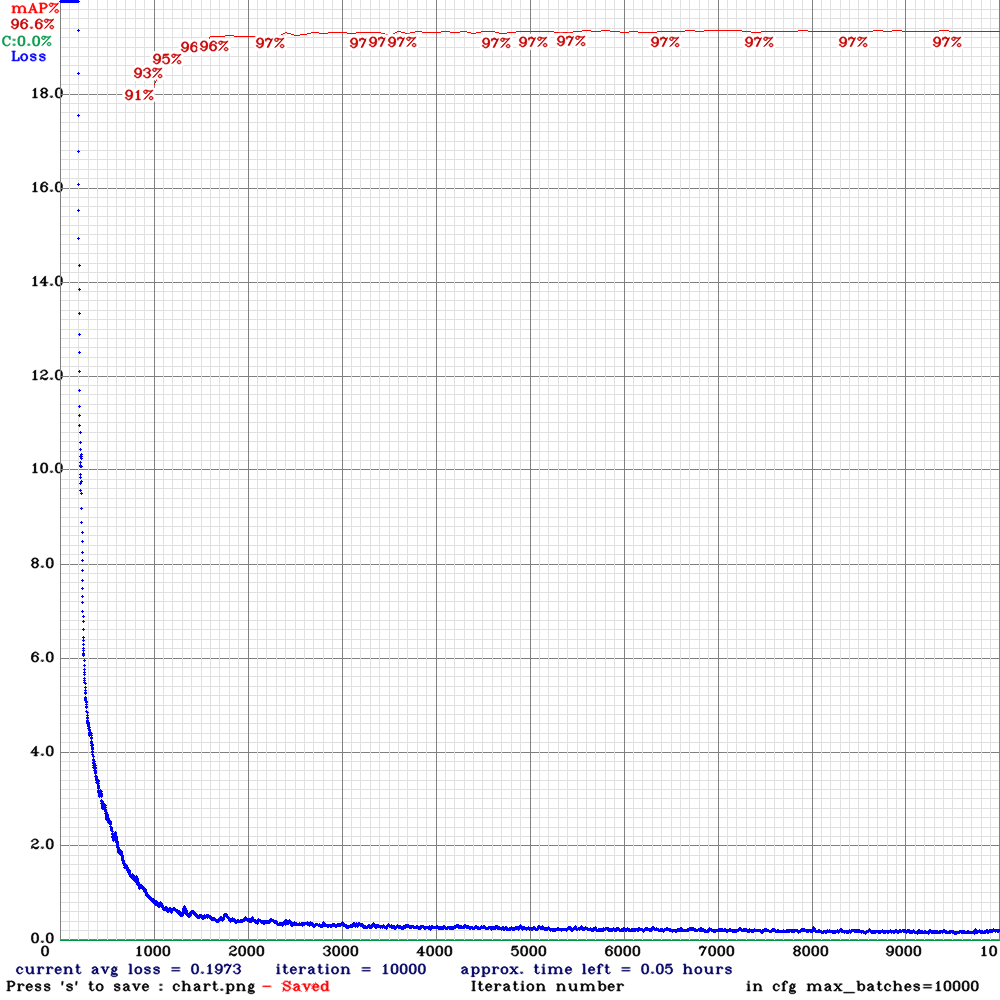 mAP%
96.6%
C:0.0%
Loss
91% 93% 95% 96 96% 97% 97 97 97% 97% 97% 97% 97% 97% 97% 97%
18.0
16.0
14.0
12.0
10.0
8.0
6.0
4.0
2.0
0.0
0 1000 2000 3000 4000 5000 6000 7000 8000 9000 10
current avg loss = 0.1973 iteration = 10000 approx. time left = 0.05 hours
Press 's' to save : chart.png - Saved Iteration number in cfg max_batches=10000